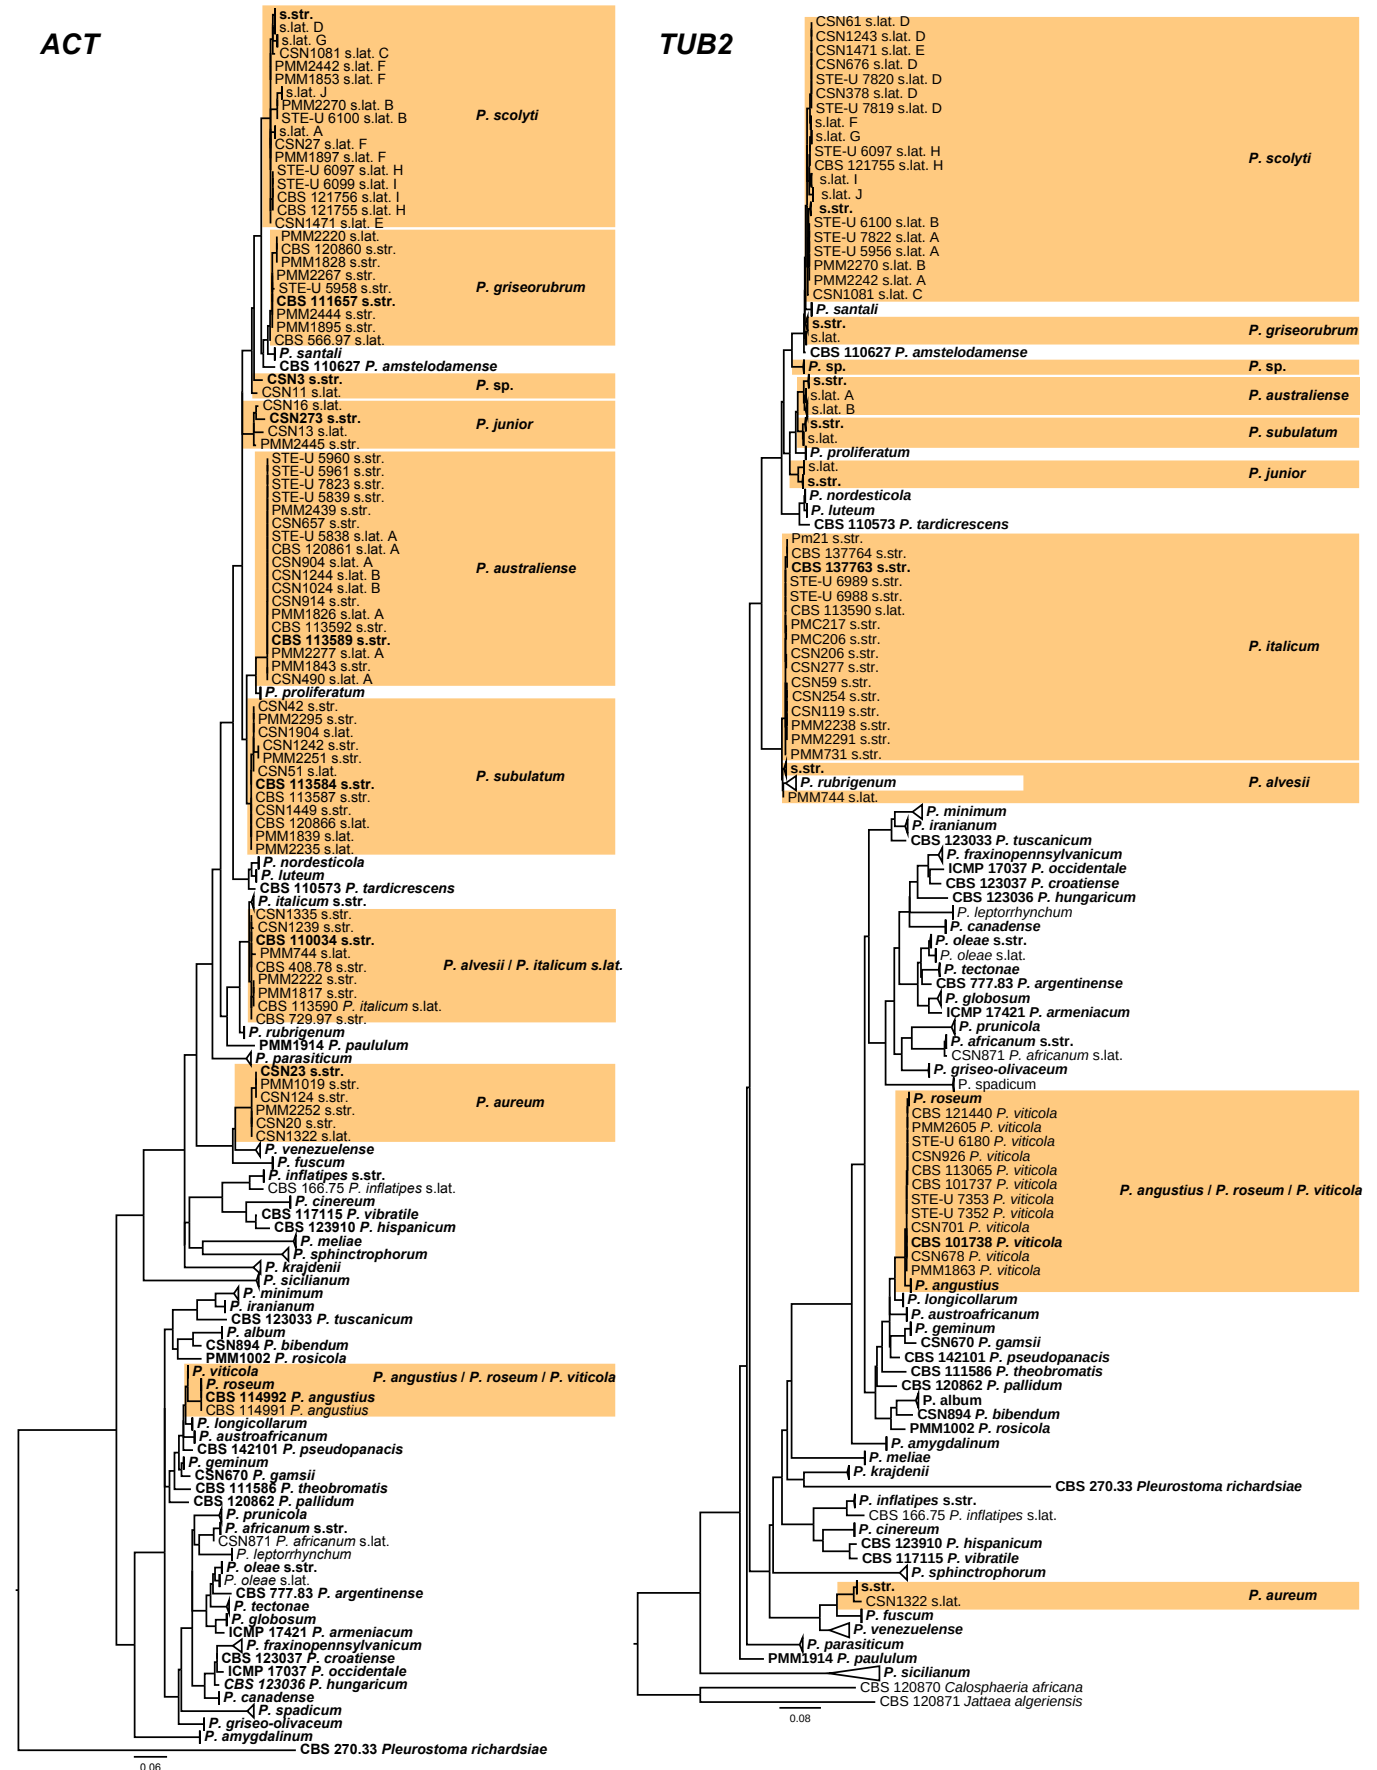 ACT
s.str.
s.lat. D
s.lat. G
CSN1081 s.lat. C
PMM2442 s.lat. F
PMM1853 s.lat. F
s.lat. J
PMM2270 s.lat. B
STE-U 6100 s.lat. B
P. scolyti
s.lat. A
CSN27 s.lat. F
PMM1897 s.lat. F
STE-U 6097 s.lat. H
STE-U 6099 s.lat. I
CBS 121756 s.lat. I
CBS 121755 s.lat. H
CSN1471 s.lat. E
PMM2220 s.lat.
CBS 120860 s.str.
PMM1828 s.str.
PMM2267 s.str.
STE-U 5958 s.str.
P. griseorubrum
CBS 111657 s.str.
PMM2444 s.str.
PMM1895 s.str.
CBS 566.97 s.lat.
P. santali
CBS 110627 P. amstelodamense
CSN3 s.str.
P. sp.
CSN11 s.lat.
CSN16 s.lat.
CSN273 s.str.
P. junior
CSN13 s.lat.
PMM2445 s.str.
STE-U 5960 s.str.
STE-U 5961 s.str.
STE-U 7823 s.str.
STE-U 5839 s.str.
PMM2439 s.str.
CSN657 s.str.
STE-U 5838 s.lat. A
CBS 120861 s.lat. A
CSN904 s.lat. A
P. australiense
CSN1244 s.lat. B
CSN1024 s.lat. B
CSN914 s.str.
PMM1826 s.lat. A
CBS 113592 s.str.
CBS 113589 s.str.
PMM2277 s.lat. A
PMM1843 s.str.
CSN490 s.lat. A
P. proliferatum
CSN42 s.str.
PMM2295 s.str.
CSN1904 s.lat.
CSN1242 s.str.
PMM2251 s.str.
CSN51 s.lat.
P. subulatum
CBS 113584 s.str.
CBS 113587 s.str.
CSN1449 s.str.
CBS 120866 s.lat.
PMM1839 s.lat.
PMM2235 s.lat.
P. nordesticola
P. luteum
CBS 110573 P. tardicrescens
P. italicum s.str.
CSN1335 s.str.
CSN1239 s.str.
CBS 110034 s.str.
PMM744 s.lat.
CBS 408.78 s.str.
P. alvesii / P. italicum s.lat.
PMM2222 s.str.
PMM1817 s.str.
CBS 113590 P. italicum s.lat.
CBS 729.97 s.str.
P. rubrigenum
PMM1914 P. paululum
P. parasiticum
CSN23 s.str.
PMM1019 s.str.
CSN124 s.str.
P. aureum
PMM2252 s.str.
CSN20 s.str.
CSN1322 s.lat.
P. venezuelense
P. fuscum
P. inflatipes s.str.
CBS 166.75 P. inflatipes s.lat.
P. cinereum
CBS 117115 P. vibratile
CBS 123910 P. hispanicum
P. meliae
P. sphinctrophorum
P. krajdenii
P. sicilianum
P. minimum
P. iranianum
CBS 123033 P. tuscanicum
P. album
CSN894 P. bibendum
PMM1002 P. rosicola
P. viticola
P. angustius / P. roseum / P. viticola
P. roseum
CBS 114992 P. angustius
CBS 114991 P. angustius
P. longicollarum
P. austroafricanum
CBS 142101 P. pseudopanacis
P. geminum
CSN670 P. gamsii
CBS 111586 P. theobromatis
CBS 120862 P. pallidum
P. prunicola
P. africanum s.str.
CSN871 P. africanum s.lat.
P. leptorrhynchum
P. oleae s.str.
P. oleae s.lat.
CBS 777.83 P. argentinense
P. tectonae
P. globosum
ICMP 17421 P. armeniacum
P. fraxinopennsylvanicum
CBS 123037 P. croatiense
ICMP 17037 P. occidentale
CBS 123036 P. hungaricum
P. canadense
P. spadicum
P. griseo-olivaceum
P. amygdalinum
CBS 270.33 Pleurostoma richardsiae
0.06
TUB2
CSN61 s.lat. D
CSN1243 s.lat. D
CSN1471 s.lat. E
CSN676 s.lat. D
STE-U 7820 s.lat. D
CSN378 s.lat. D
STE-U 7819 s.lat. D
s.lat. F
s.lat. G
STE-U 6097 s.lat. H
P. scolyti
CBS 121755 s.lat. H
s.lat. I
s.lat. J
s.str.
STE-U 6100 s.lat. B
STE-U 7822 s.lat. A
STE-U 5956 s.lat. A
PMM2270 s.lat. B
PMM2242 s.lat. A
CSN1081 s.lat. C
P. santali
s.str.
P. griseorubrum
s.lat.
CBS 110627 P. amstelodamense
P. sp.
P. sp.
s.str.
s.lat. A
P. australiense
s.lat. B
s.str.
P. subulatum
s.lat.
P. proliferatum
s.lat.
P. junior
s.str.
P. nordesticola
P. luteum
CBS 110573 P. tardicrescens
Pm21 s.str.
CBS 137764 s.str.
CBS 137763 s.str.
STE-U 6989 s.str.
STE-U 6988 s.str.
CBS 113590 s.lat.
PMC217 s.str.
PMC206 s.str.
P. italicum
CSN206 s.str.
CSN277 s.str.
CSN59 s.str.
CSN254 s.str.
CSN119 s.str.
PMM2238 s.str.
PMM2291 s.str.
PMM731 s.str.
s.str.
P. rubrigenum
P. alvesii
PMM744 s.lat.
P. minimum
P. iranianum
CBS 123033 P. tuscanicum
P. fraxinopennsylvanicum
ICMP 17037 P. occidentale
CBS 123037 P. croatiense
CBS 123036 P. hungaricum
P. leptorrhynchum
P. canadense
P. oleae s.str.
P. oleae s.lat.
P. tectonae
CBS 777.83 P. argentinense
P. globosum
ICMP 17421 P. armeniacum
P. prunicola
P. africanum s.str.
CSN871 P. africanum s.lat.
P. griseo-olivaceum
P. spadicum
P. roseum
CBS 121440 P. viticola
PMM2605 P. viticola
STE-U 6180 P. viticola
CSN926 P. viticola
CBS 113065 P. viticola
CBS 101737 P. viticola
P. angustius / P. roseum / P. viticola
STE-U 7353 P. viticola
STE-U 7352 P. viticola
CSN701 P. viticola
CBS 101738 P. viticola
CSN678 P. viticola
PMM1863 P. viticola
P. angustius
P. longicollarum
P. austroafricanum
P. geminum
CSN670 P. gamsii
CBS 142101 P. pseudopanacis
CBS 111586 P. theobromatis
CBS 120862 P. pallidum
P. album
CSN894 P. bibendum
PMM1002 P. rosicola
P. amygdalinum
P. meliae
P. krajdenii
CBS 270.33 Pleurostoma richardsiae
P. inflatipes s.str.
CBS 166.75 P. inflatipes s.lat.
P. cinereum
CBS 123910 P. hispanicum
CBS 117115 P. vibratile
P. sphinctrophorum
s.str.
P. aureum
CSN1322 s.lat.
P. fuscum
P. venezuelense
P. parasiticum
PMM1914 P. paululum
P. sicilianum
CBS 120870 Calosphaeria africana
CBS 120871 Jattaea algeriensis
0.08